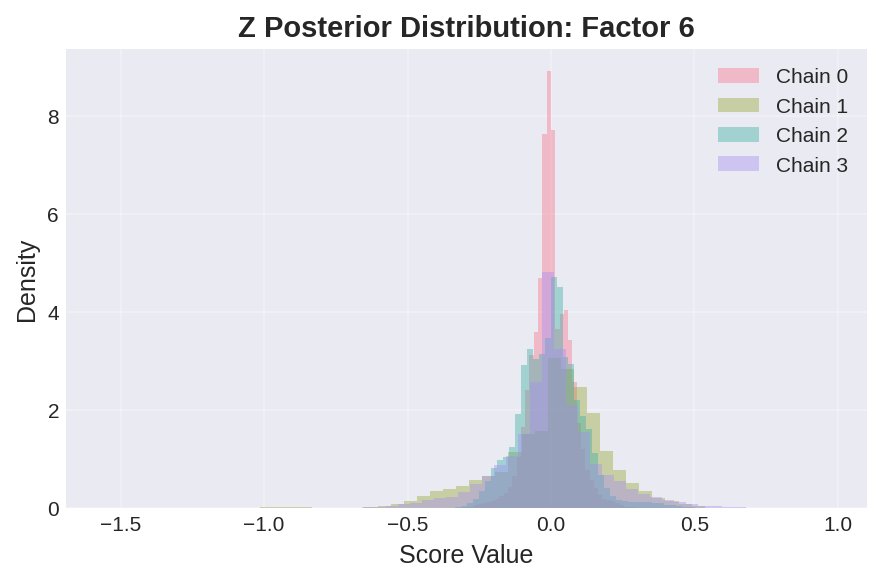 Z Posterior Distribution: Factor 6
Chain 0
Chain 1
Chain 2
Chain 3
Density
8
6
4
2
0
−1.5 −1.0 −0.5 0.0 0.5 1.0
Score Value